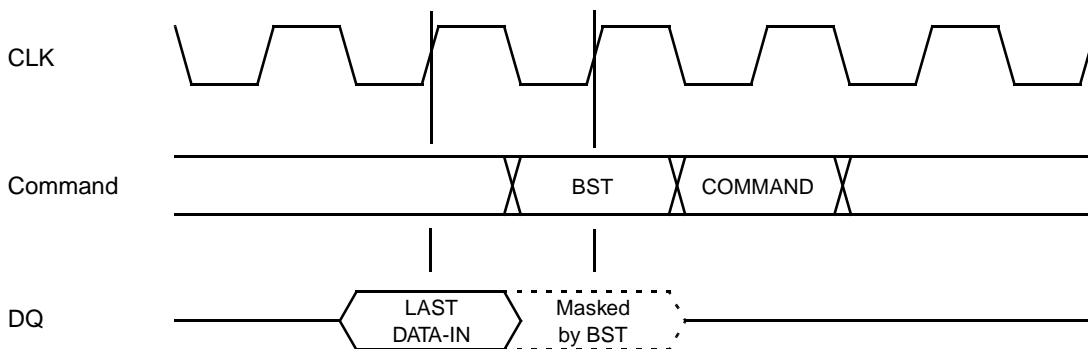 CLK
Command
BST
COMMAND
DQ
LAST
DATA-IN
Masked
by BST